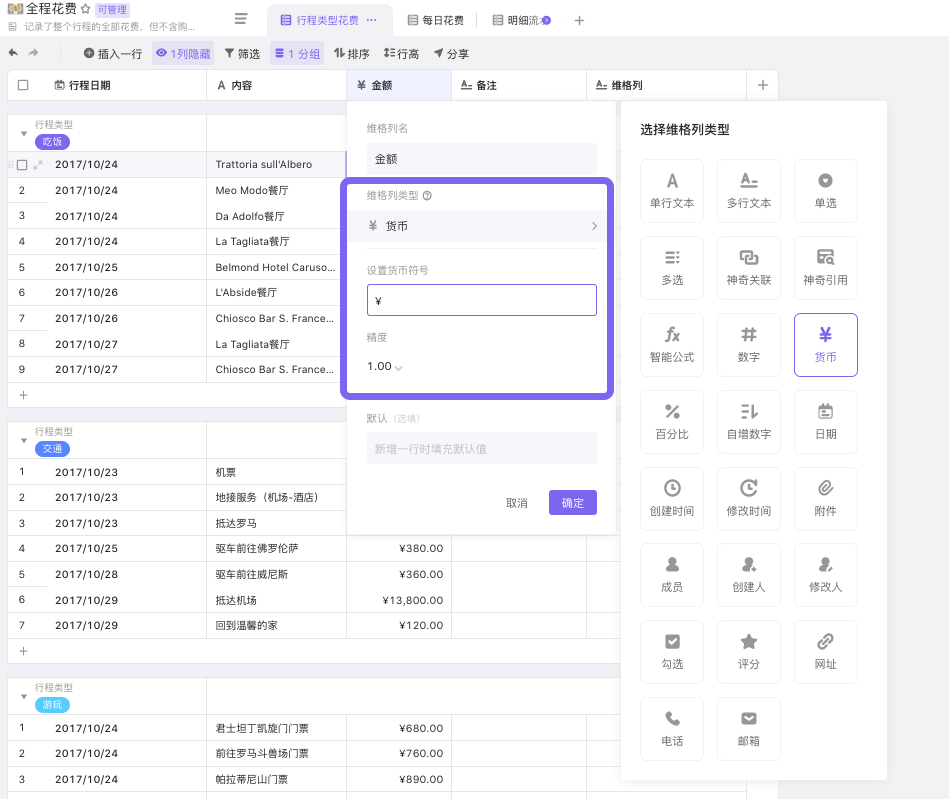 全程花费 可管理
记录了整个行程的全部花费，但不含购...
行程类型花费 ...
每日花费
明细流水
插入一行 1列隐藏 筛选 1 分组 排序 行高 分享
行程日期 A 内容 ¥ 金额 备注 维格列
行程类型
吃饭
2017/10/24 Trattoria sull'Albero
2 2017/10/24 Meo Modo餐厅
3 2017/10/24 Da Adolfo餐厅
4 2017/10/24 La Tagliata餐厅
5 2017/10/25 Belmond Hotel Caruso...
6 2017/10/26 L'Abside餐厅
7 2017/10/26 Chiosco Bar S. France...
8 2017/10/27 La Tagliata餐厅
9 2017/10/27 Chiosco Bar S. France...
行程类型
交通
1 2017/10/23 机票
2 2017/10/23 地接服务（机场-酒店）
3 2017/10/23 抵达罗马
4 2017/10/25 驱车前往佛罗伦萨 ¥380.00
5 2017/10/28 驱车前往威尼斯 ¥360.00
6 2017/10/29 抵达机场 ¥13,800.00
7 2017/10/29 回到温馨的家 ¥120.00
行程类型
游玩
1 2017/10/24 君士坦丁凯旋门门票 ¥680.00
2 2017/10/24 前往罗马斗兽场门票 ¥760.00
3 2017/10/24 帕拉蒂尼山门票 ¥890.00
维格列名
金额
维格列类型
¥ 货币
设置货币符号
¥
精度
1.00
默认（选填）
新增一行时填充默认值
取消 确定
选择维格列类型
单行文本 多行文本 单选
多选 神奇关联 神奇引用
智能公式 数字 货币
百分比 自增数字 日期
创建时间 修改时间 附件
成员 创建人 修改人
勾选 评分 网址
电话 邮箱